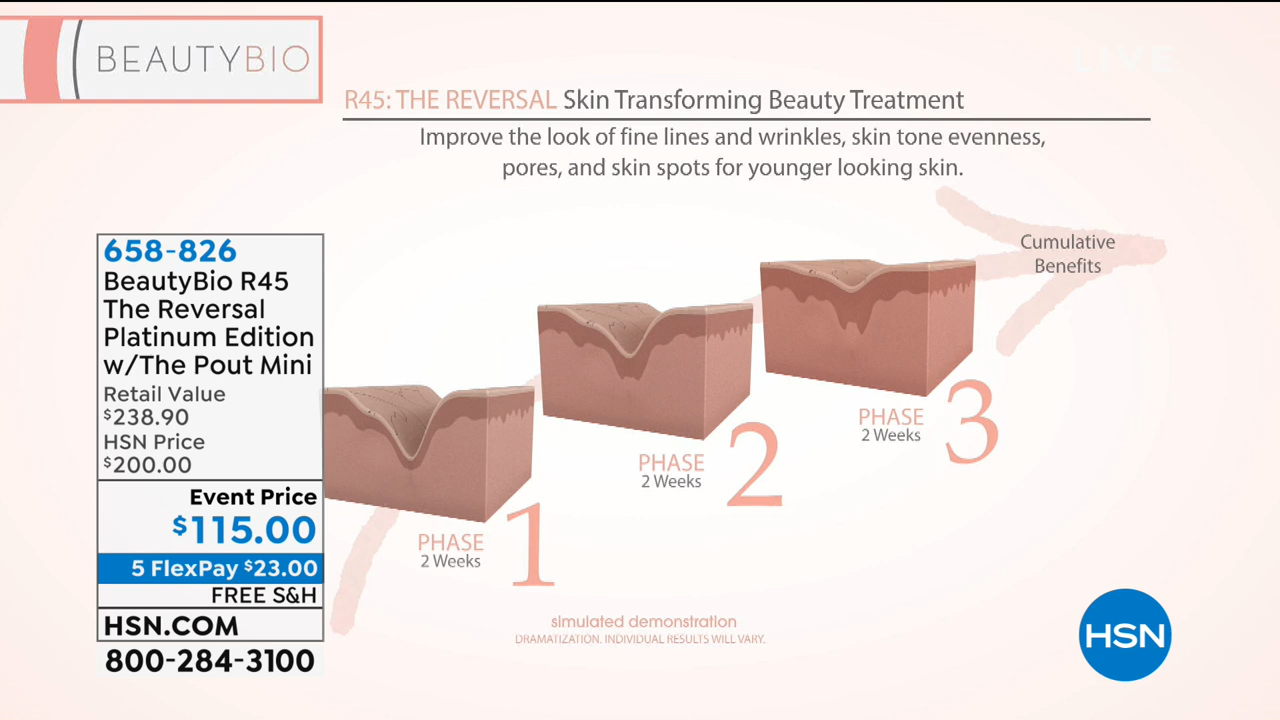 BEAUTYBIO
LIVE
R45: THE REVERSAL Skin Transforming Beauty Treatment
Improve the look of fine lines and wrinkles, skin tone evenness,
pores, and skin spots for younger looking skin.
Cumulative
Benefits
658-826
BeautyBio R45
The Reversal
Platinum Edition
w/The Pout Mini
Retail Value
$238.90
HSN Price
$200.00
Event Price
$115.00
5 FlexPay $23.00
FREE S&H
HSN.COM
800-284-3100
PHASE 1
2 Weeks
PHASE 2
2 Weeks
PHASE 3
2 Weeks
simulated demonstration
DRAMATIZATION. INDIVIDUAL RESULTS WILL VARY.
HSN